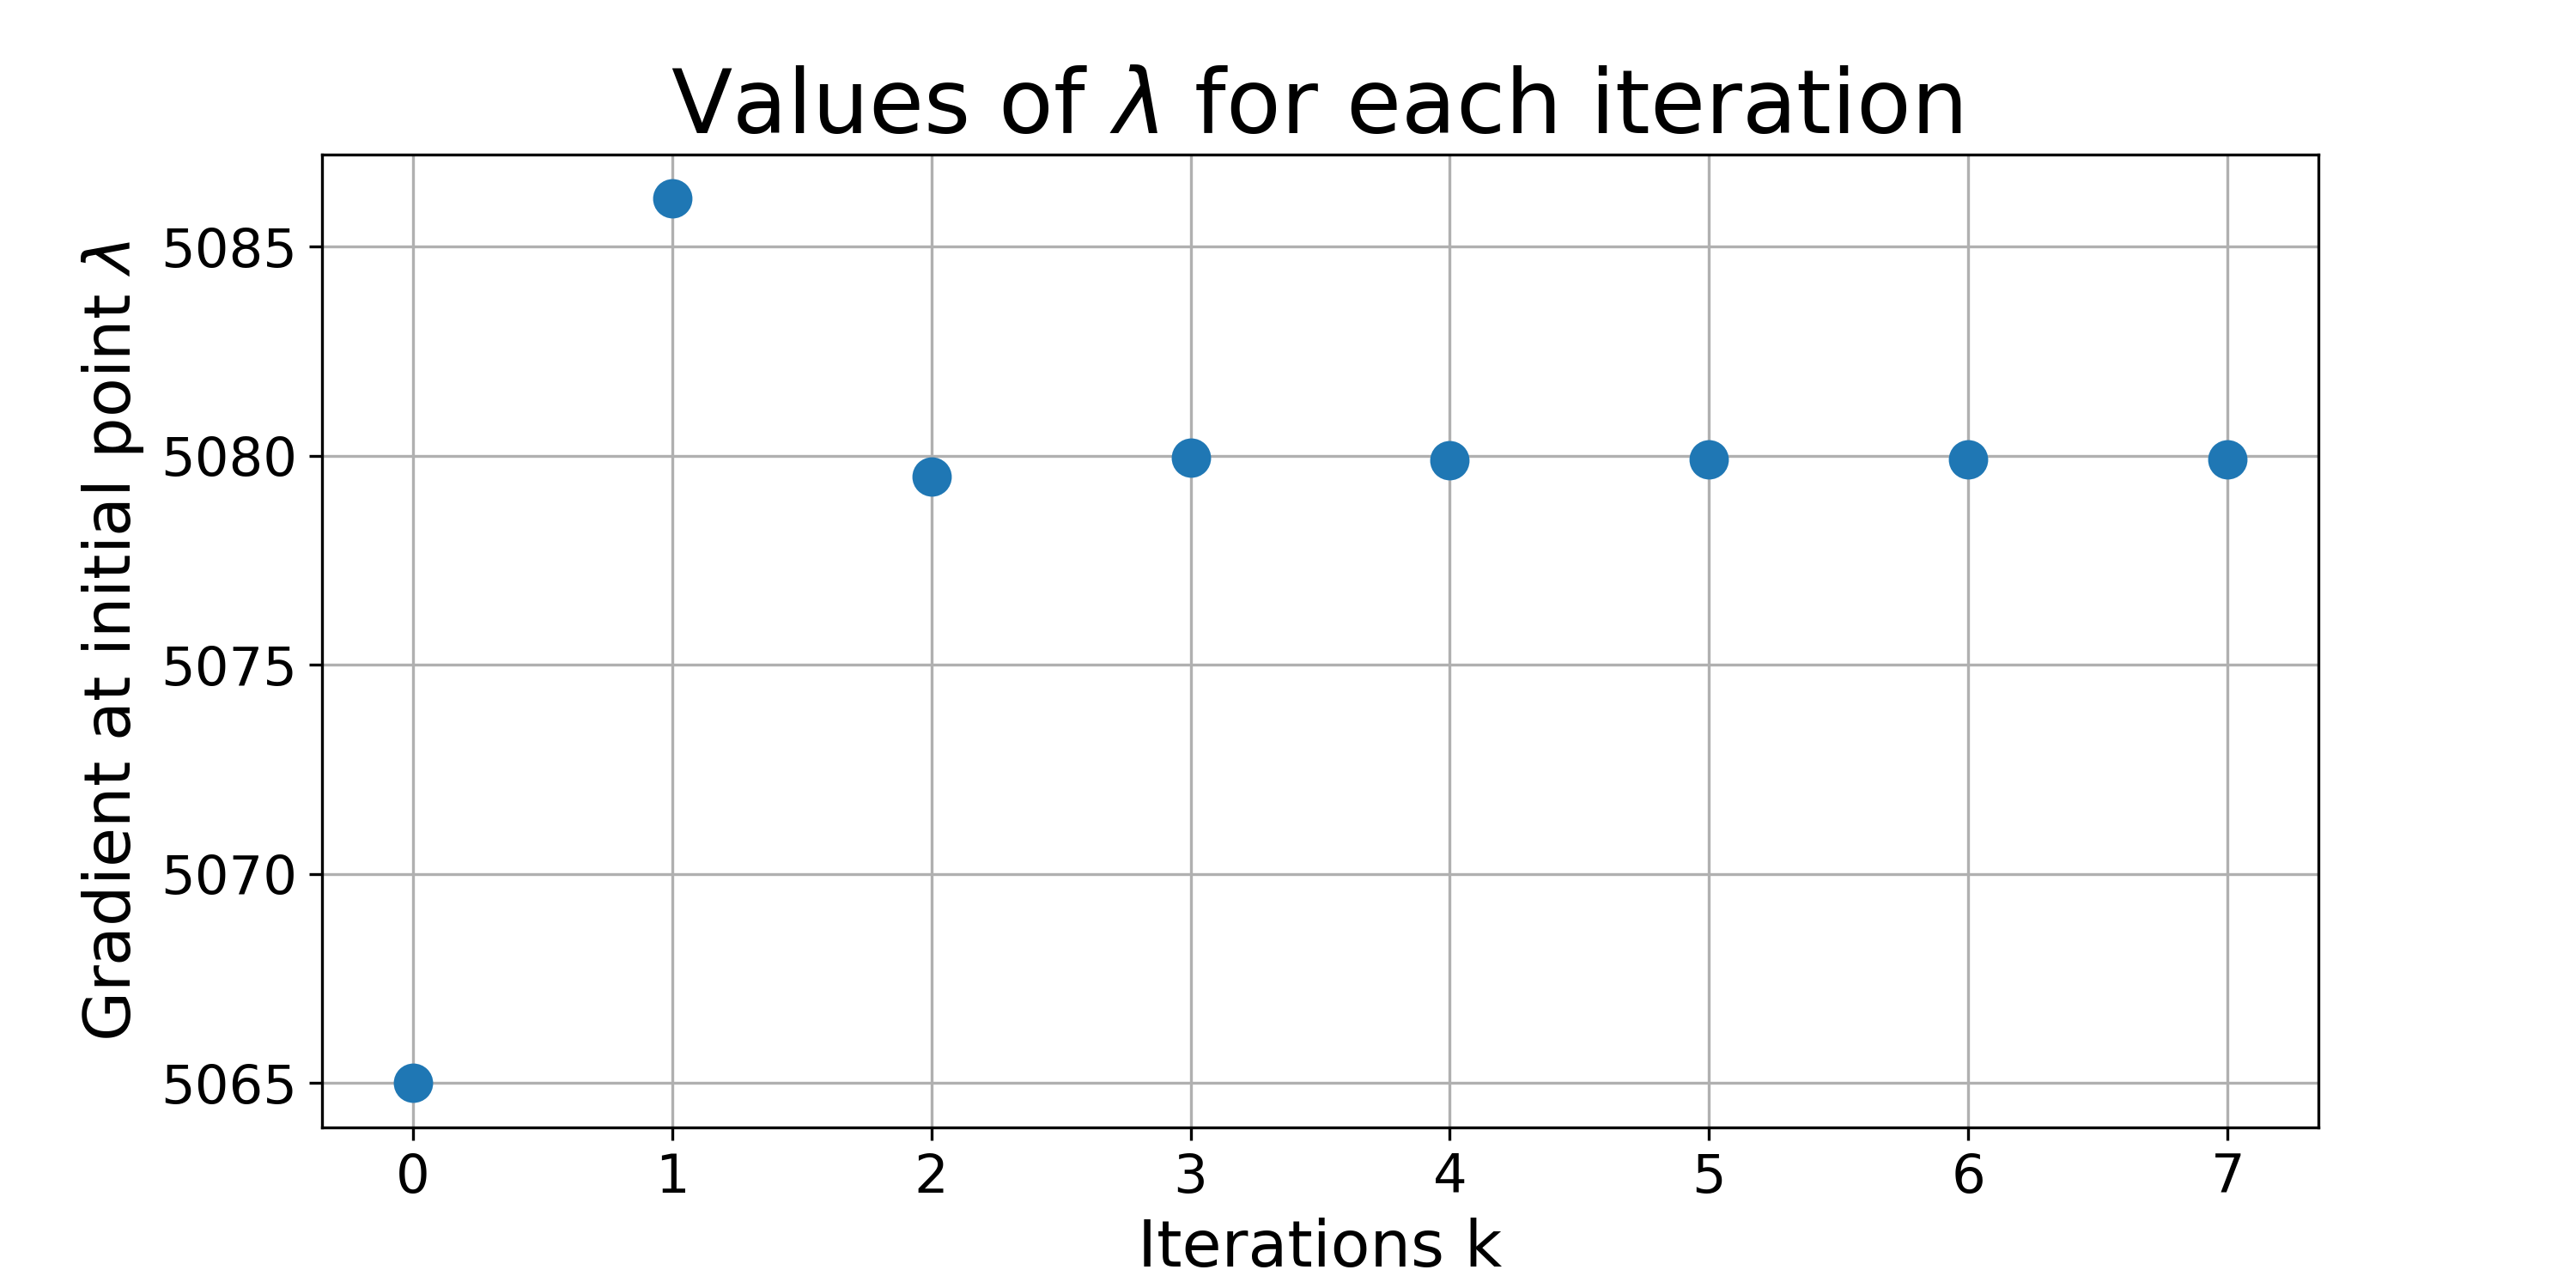 Values of λ for each iteration
Gradient at initial point λ
5085
5080
5075
5070
5065
0 1 2 3 4 5 6 7
Iterations k